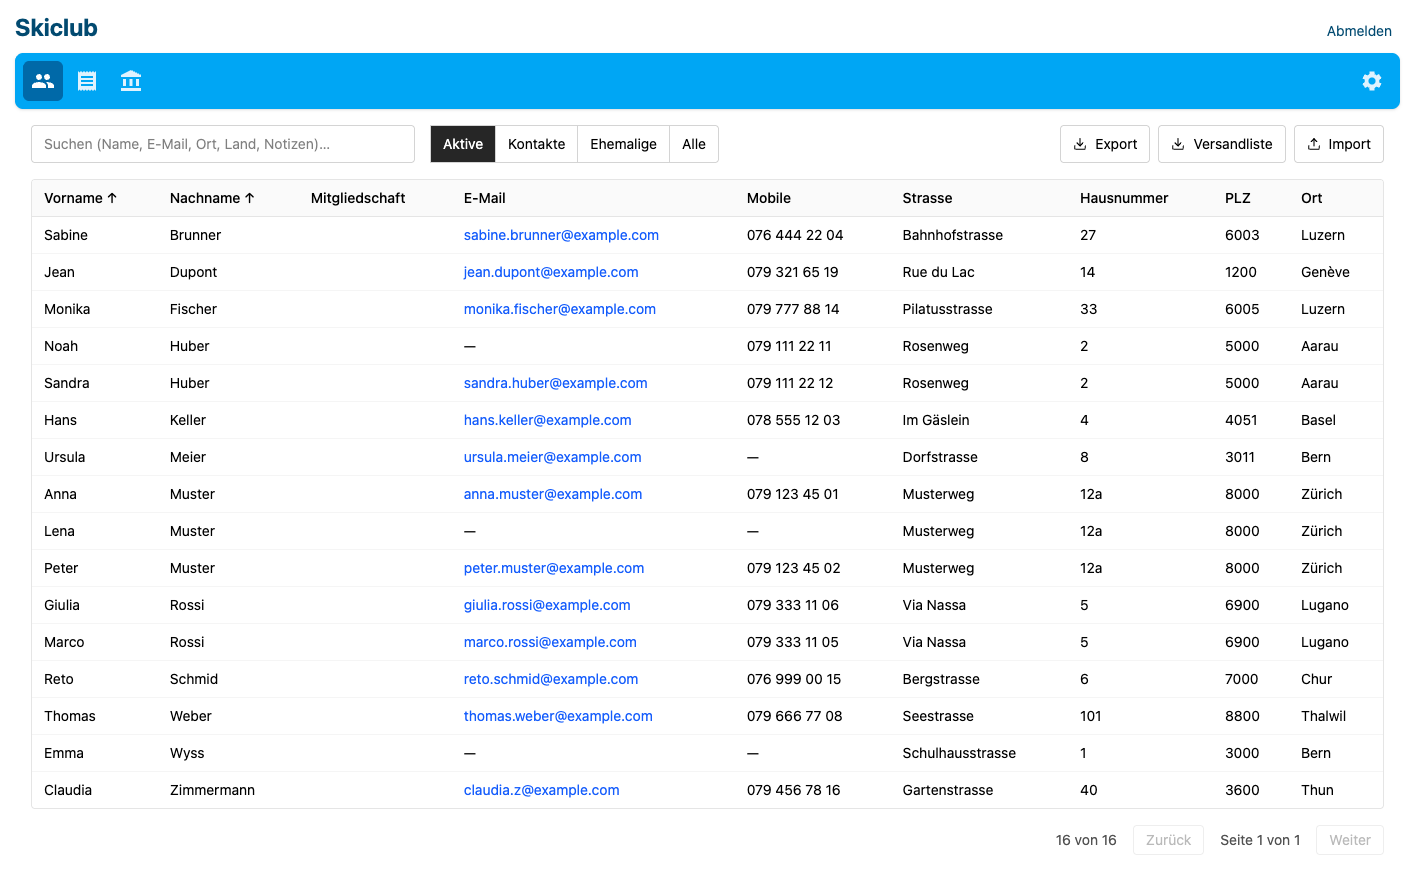 Skiclub
Abmelden
Suchen (Name, E-Mail, Ort, Land, Notizen)... Aktive Kontakte Ehemalige Alle Export Versandliste Import
Vorname ↑ Nachname ↑ Mitgliedschaft E-Mail Mobile Strasse Hausnummer PLZ Ort
Sabine Brunner sabine.brunner@example.com 076 444 22 04 Bahnhofstrasse 27 6003 Luzern
Jean Dupont jean.dupont@example.com 079 321 65 19 Rue du Lac 14 1200 Genève
Monika Fischer monika.fischer@example.com 079 777 88 14 Pilatusstrasse 33 6005 Luzern
Noah Huber — 079 111 22 11 Rosenweg 2 5000 Aarau
Sandra Huber sandra.huber@example.com 079 111 22 12 Rosenweg 2 5000 Aarau
Hans Keller hans.keller@example.com 078 555 12 03 Im Gäslein 4 4051 Basel
Ursula Meier ursula.meier@example.com — Dorfstrasse 8 3011 Bern
Anna Muster anna.muster@example.com 079 123 45 01 Musterweg 12a 8000 Zürich
Lena Muster — — Musterweg 12a 8000 Zürich
Peter Muster peter.muster@example.com 079 123 45 02 Musterweg 12a 8000 Zürich
Giulia Rossi giulia.rossi@example.com 079 333 11 06 Via Nassa 5 6900 Lugano
Marco Rossi marco.rossi@example.com 079 333 11 05 Via Nassa 5 6900 Lugano
Reto Schmid reto.schmid@example.com 076 999 00 15 Bergstrasse 6 7000 Chur
Thomas Weber thomas.weber@example.com 079 666 77 08 Seestrasse 101 8800 Thalwil
Emma Wyss — — Schulhausstrasse 1 3000 Bern
Claudia Zimmermann claudia.z@example.com 079 456 78 16 Gartenstrasse 40 3600 Thun
16 von 16 Zurück Seite 1 von 1 Weiter